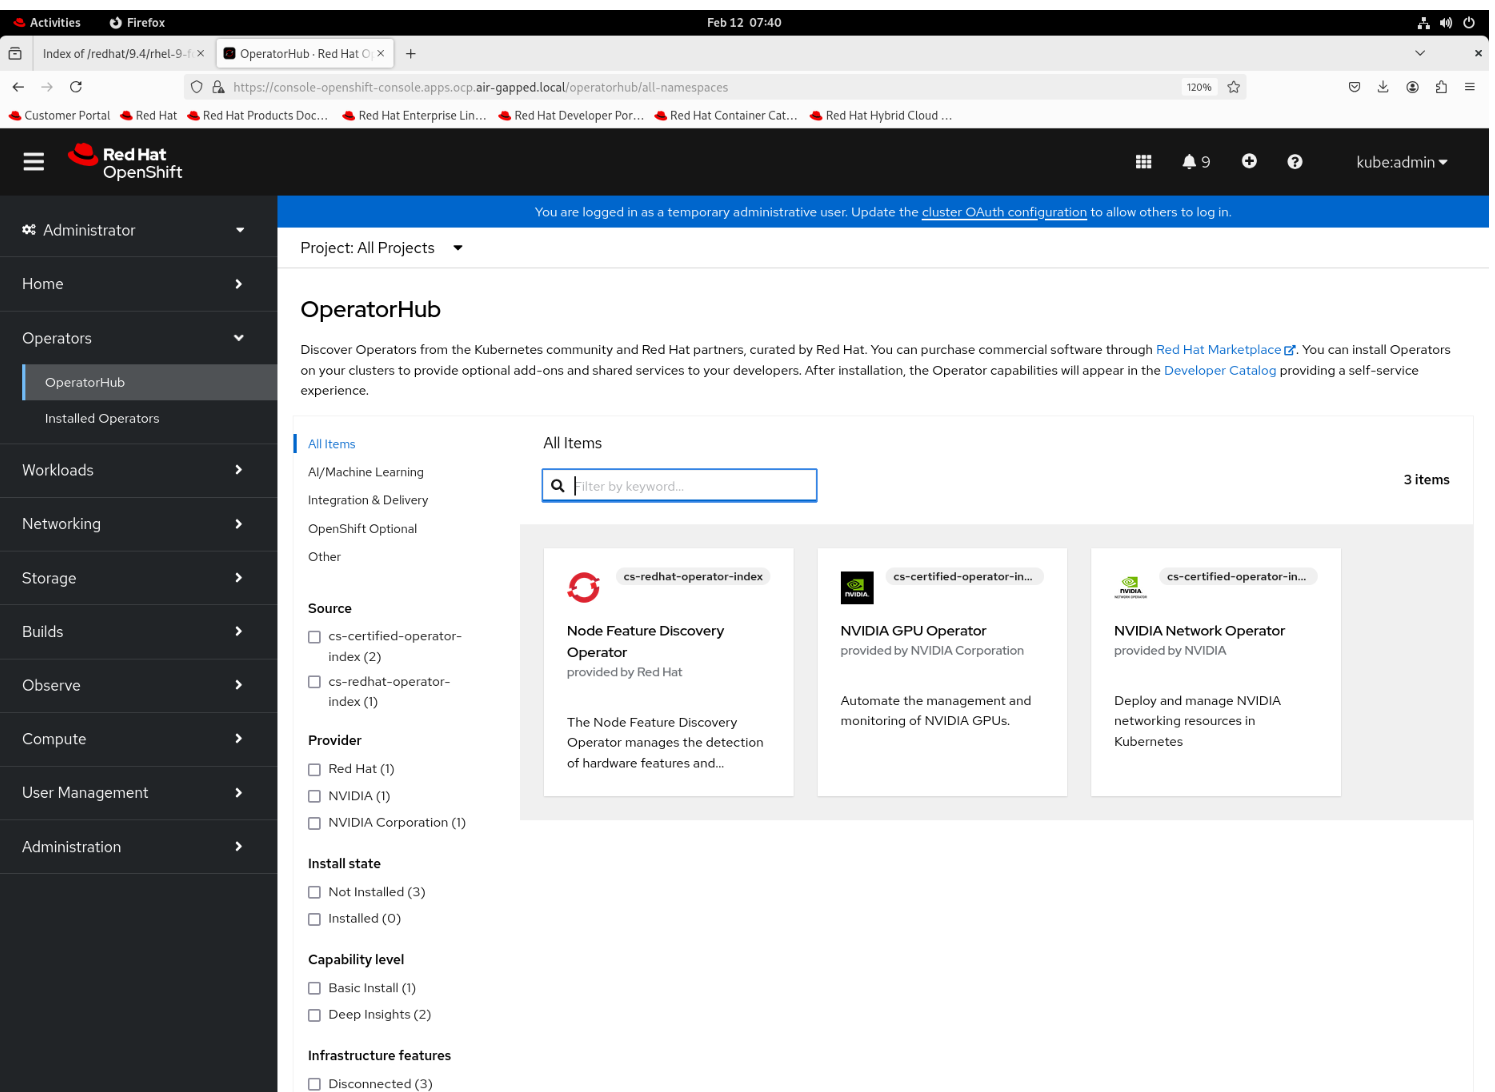 Activities
Firefox
Feb 12 07:40
Index of /redhat/9.4/rhel-9-f
OperatorHub · Red Hat O
https://console-openshift-console.apps.ocp.air-gapped.local/operatorhub/all-namespaces
120%
Customer Portal
Red Hat
Red Hat Products Doc...
Red Hat Enterprise Lin...
Red Hat Developer Por...
Red Hat Container Cat...
Red Hat Hybrid Cloud ...
Red Hat
OpenShift
9
kube:admin
You are logged in as a temporary administrative user. Update the cluster OAuth configuration to allow others to log in.
Administrator
Home
Operators
OperatorHub
Installed Operators
Workloads
Networking
Storage
Builds
Observe
Compute
User Management
Administration
Project: All Projects
OperatorHub
Discover Operators from the Kubernetes community and Red Hat partners, curated by Red Hat. You can purchase commercial software through Red Hat Marketplace. You can install Operators
on your clusters to provide optional add-ons and shared services to your developers. After installation, the Operator capabilities will appear in the Developer Catalog providing a self-service
experience.
All Items
AI/Machine Learning
Integration & Delivery
OpenShift Optional
Other
Source
cs-certified-operator-
index (2)
cs-redhat-operator-
index (1)
Provider
Red Hat (1)
NVIDIA (1)
NVIDIA Corporation (1)
Install state
Not Installed (3)
Installed (0)
Capability level
Basic Install (1)
Deep Insights (2)
Infrastructure features
Disconnected (3)
All Items
Filter by keyword...
3 items
cs-redhat-operator-index
Node Feature Discovery
Operator
provided by Red Hat
The Node Feature Discovery
Operator manages the detection
of hardware features and...
NVIDIA.
cs-certified-operator-in...
NVIDIA GPU Operator
provided by NVIDIA Corporation
Automate the management and
monitoring of NVIDIA GPUs.
NVIDIA.
NETWORK OPERATOR
cs-certified-operator-in...
NVIDIA Network Operator
provided by NVIDIA
Deploy and manage NVIDIA
networking resources in
Kubernetes